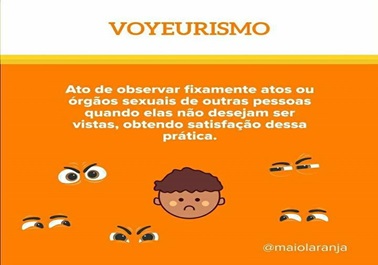 VOYEURISMO
Ato de observar fixamente atos ou
órgãos sexuais de outras pessoas
quando elas não desejam ser
vistas, obtendo satisfação dessa
prática.
@maiolaranja